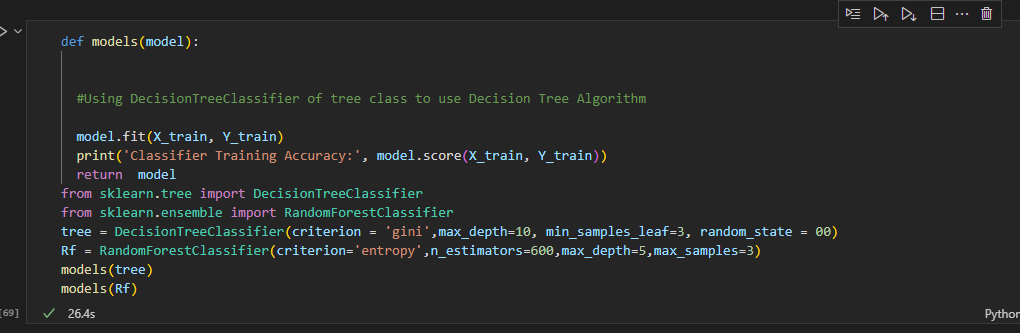 def models(model):
#Using DecisionTreeClassifier of tree class to use Decision Tree Algorithm
model.fit(X_train, Y_train)
print('Classifier Training Accuracy:', model.score(X_train, Y_train))
return  model
from sklearn.tree import DecisionTreeClassifier
from sklearn.ensemble import RandomForestClassifier
tree = DecisionTreeClassifier(criterion = 'gini',max_depth=10, min_samples_leaf=3, random_state = 00)
Rf = RandomForestClassifier(criterion='entropy',n_estimators=600,max_depth=5,max_samples=3)
models(tree)
models(Rf)
[69] 26.4s Python